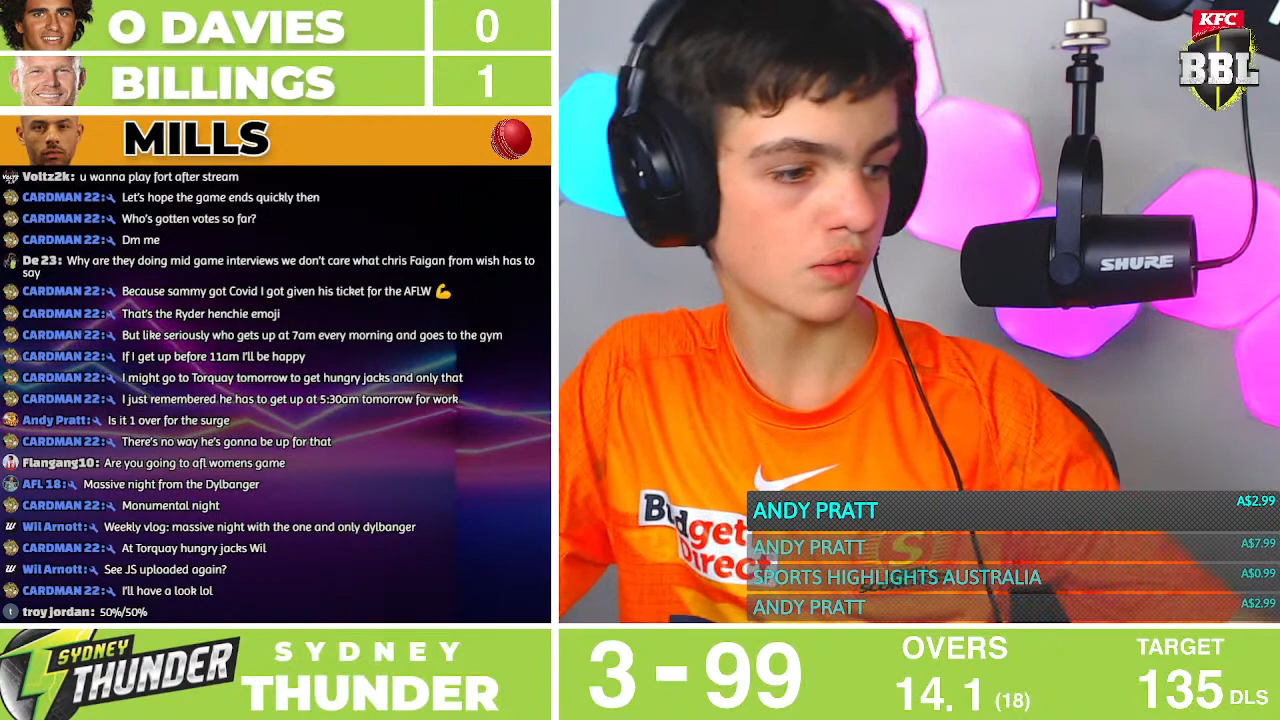 O DAVIES 0
BILLINGS 1
MILLS
Voltz2k: u wanna play fort after stream
CARDMAN 22: Let's hope the game ends quickly then
CARDMAN 22: Who's gotten votes so far?
CARDMAN 22: Dm me
De 23: Why are they doing mid game interviews we don't care what chris Faigan from wish has to
say
CARDMAN 22: Because sammy got Covid I got given his ticket for the AFLW 💪
CARDMAN 22: That's the Ryder henchie emoji
CARDMAN 22: But like seriously who gets up at 7am every morning and goes to the gym
CARDMAN 22: If I get up before 11am I'll be happy
CARDMAN 22: I might go to Torquay tomorrow to get hungry jacks and only that
CARDMAN 22: I just remembered he has to get up at 5:30am tomorrow for work
Andy Pratt: Is it 1 over for the surge
CARDMAN 22: There's no way he's gonna be up for that
Flangang10: Are you going to afl womens game
AFL 18: Massive night from the Dylbanger
CARDMAN 22: Monumental night
Wil Arnott: Weekly vlog: massive night with the one and only dylbanger
CARDMAN 22: At Torquay hungry jacks Wil
Wil Arnott: See JS uploaded again?
CARDMAN 22: I'll have a look lol
troy jordan: 50%/50%
KFC
BBL
SHURE
Budget
Direct
ANDY PRATT A$2.99
ANDY PRATT A$7.99
SPORTS HIGHLIGHTS AUSTRALIA A$0.99
ANDY PRATT A$2.99
SYDNEY
THUNDER
SYDNEY
THUNDER
3 - 99
OVERS
14.1 (18)
TARGET
135 DLS